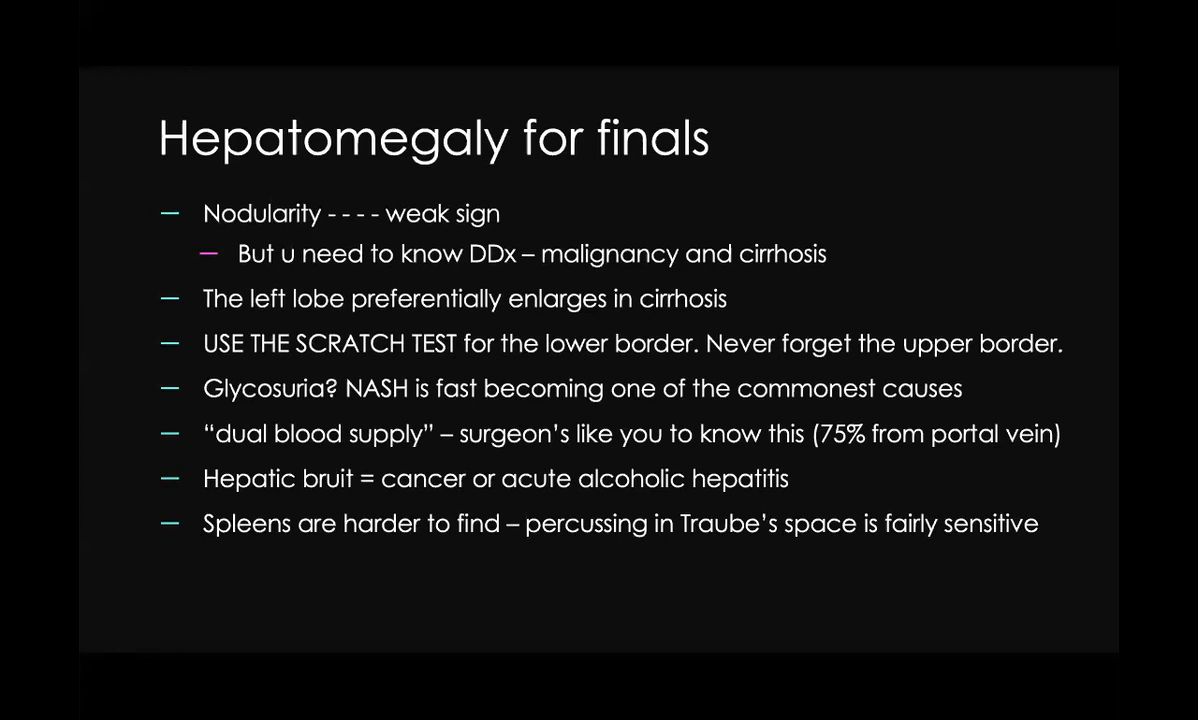 Hepatomegaly for finals
– Nodularity - - - - weak sign
– But u need to know DDx – malignancy and cirrhosis
– The left lobe preferentially enlarges in cirrhosis
– USE THE SCRATCH TEST for the lower border. Never forget the upper border.
– Glycosuria? NASH is fast becoming one of the commonest causes
– “dual blood supply” – surgeon’s like you to know this (75% from portal vein)
– Hepatic bruit = cancer or acute alcoholic hepatitis
– Spleens are harder to find – percussing in Traube’s space is fairly sensitive